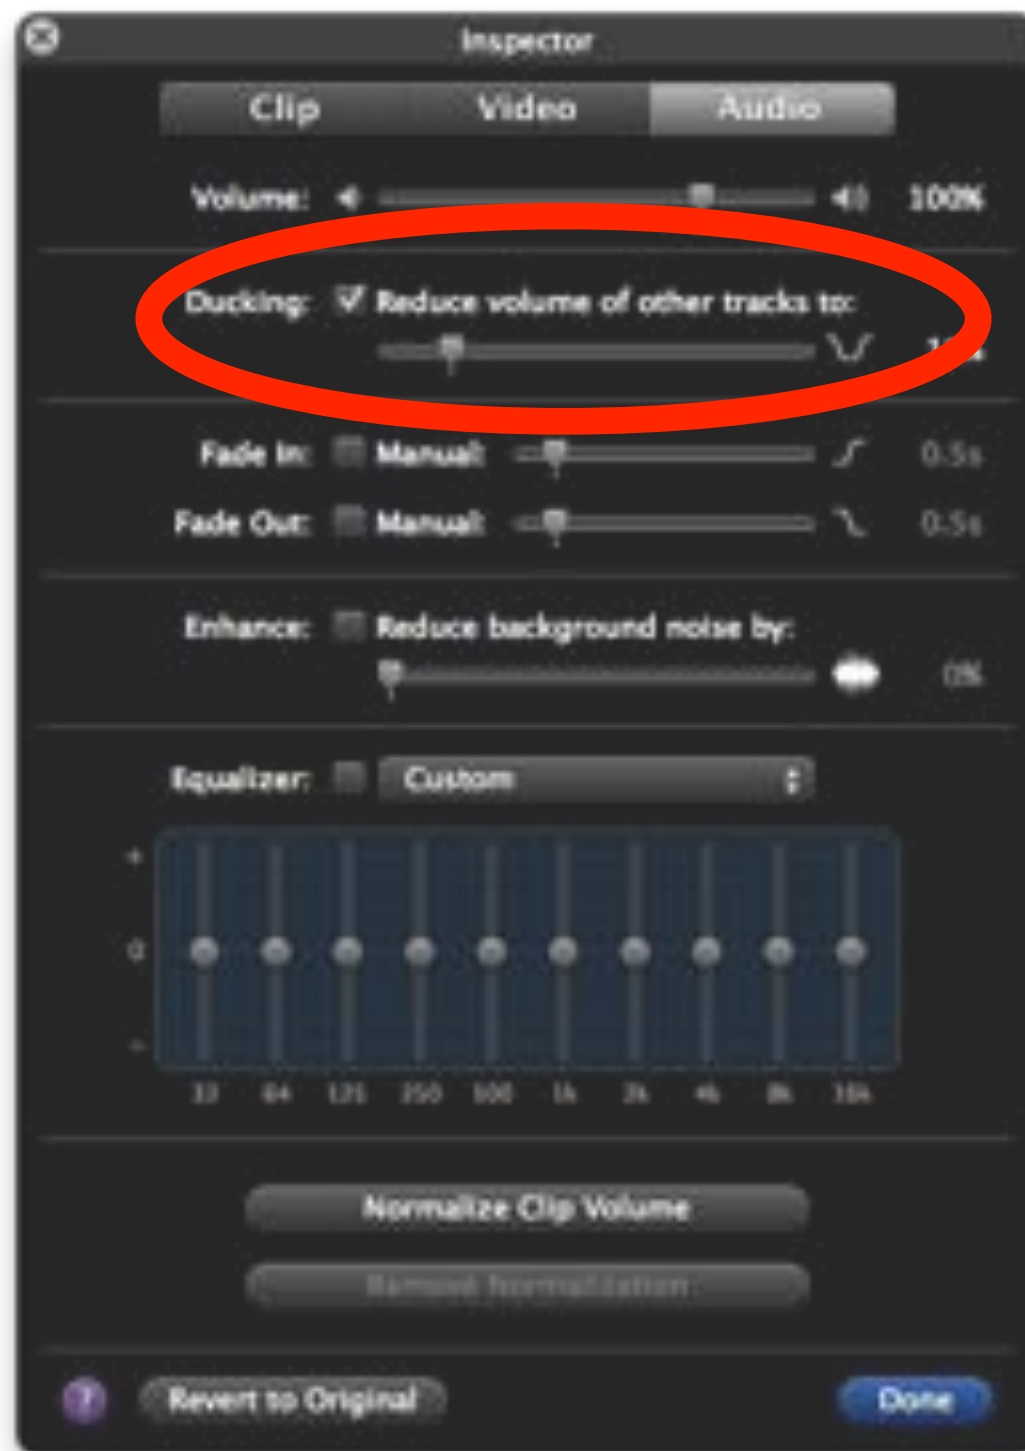 Inspector
Clip Video Audio
Volume: 100%
Ducking: Reduce volume of other tracks to:
Fade In: Manual: 0.5s
Fade Out: Manual: 0.5s
Enhance: Reduce background noise by:
0%
Equalizer: Custom
+
0
-
64 125 250 500 1k 2k 4k 8k 16k
Normalize Clip Volume
Remove Normalization
? Revert to Original Done